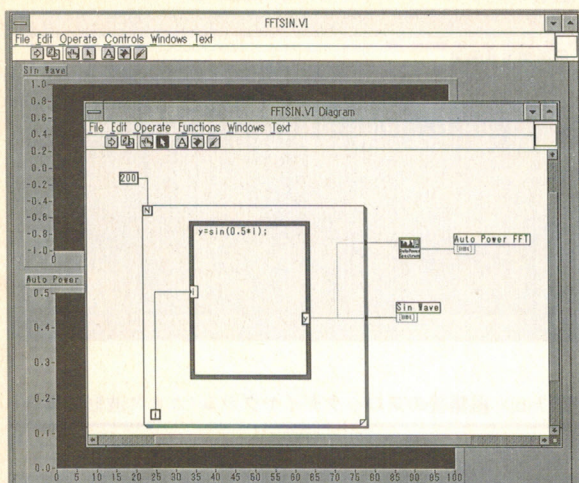 FFTSIN.VI
File Edit Operate Controls Windows Text
Sin Wave
1.0
0.8
0.6
0.4
0.2
0.0
-0.2
-0.4
-0.6
-0.8
-1.0
0
FFTSIN.VI Diagram
File Edit Operate Functions Windows Text
200
N
y=sin(0.5*i);
i
y
i
Auto Power FFT
Sin Wave
Auto Power
0.5
0.4
0.3
0.2
0.1
0.0
0 5 10 15 20 25 30 35 40 45 50 55 60 65 70 75 80 85 90 95 100